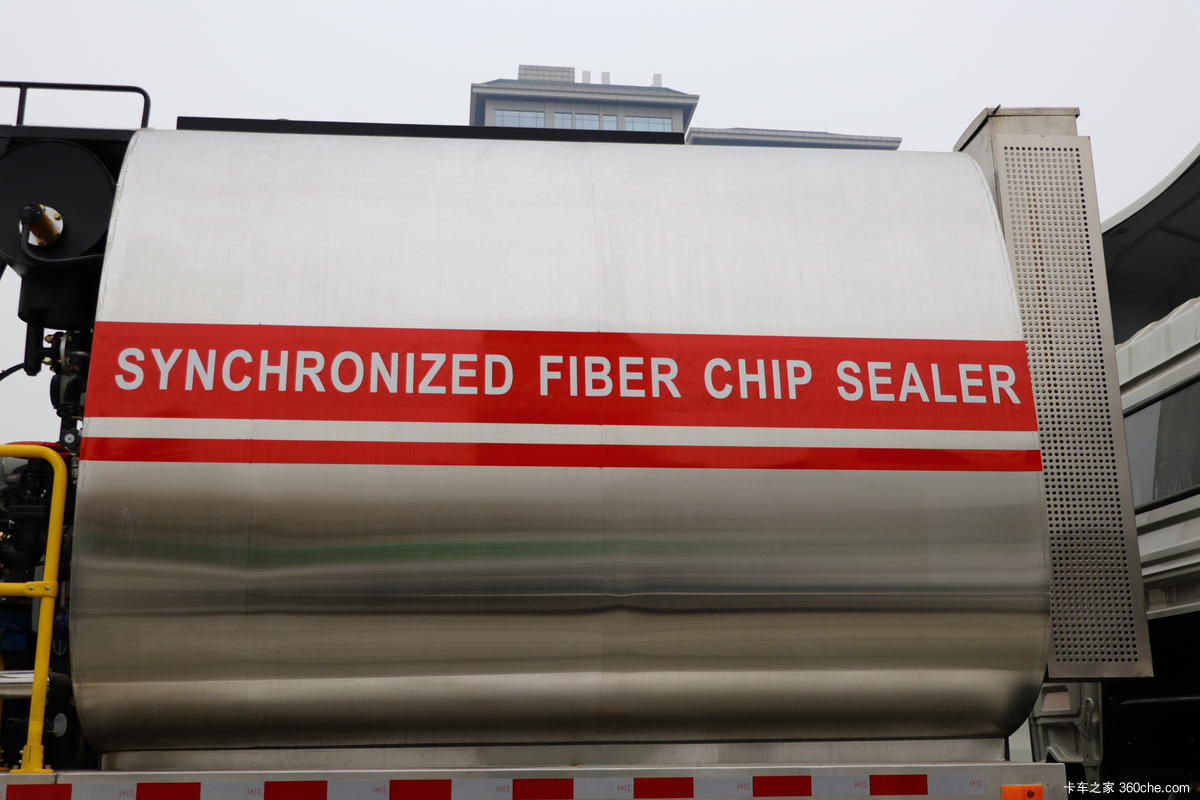 SYNCHRONIZED FIBER CHIP SEALER
卡车之家 360che.com